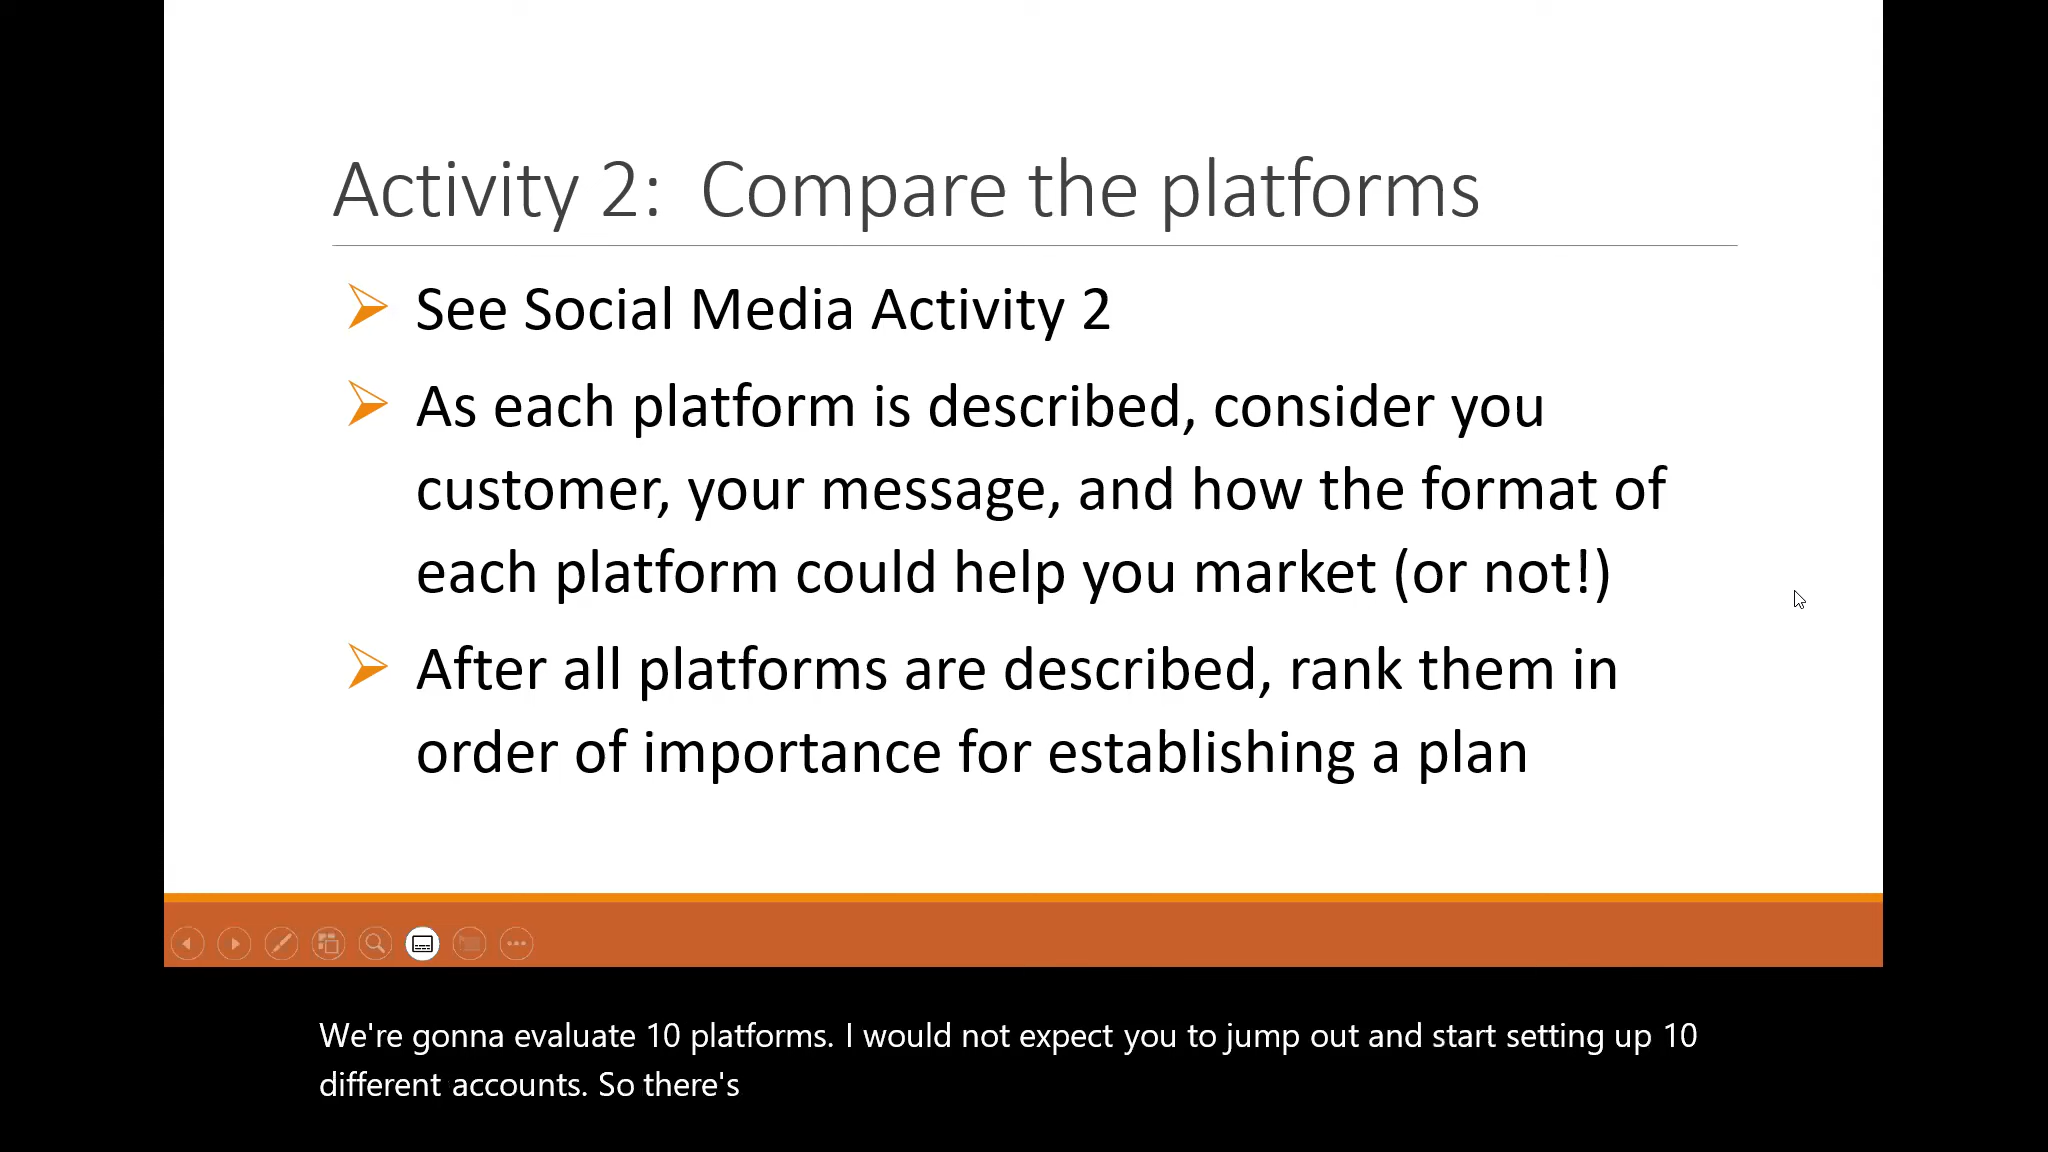 Activity 2:  Compare the platforms
See Social Media Activity 2
As each platform is described, consider you
customer, your message, and how the format of
each platform could help you market (or not!)
After all platforms are described, rank them in
order of importance for establishing a plan
We're gonna evaluate 10 platforms. I would not expect you to jump out and start setting up 10
different accounts. So there's